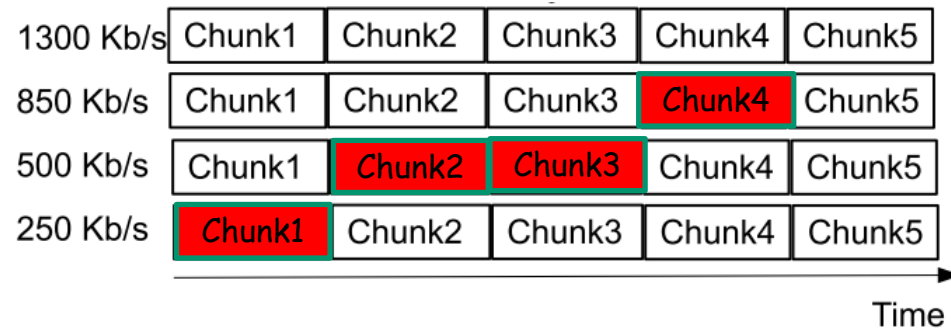 1300 Kb/s Chunk1 Chunk2 Chunk3 Chunk4 Chunk5
850 Kb/s Chunk1 Chunk2 Chunk3 Chunk4 Chunk5
500 Kb/s Chunk1 Chunk2 Chunk3 Chunk4 Chunk5
250 Kb/s Chunk1 Chunk2 Chunk3 Chunk4 Chunk5
Time